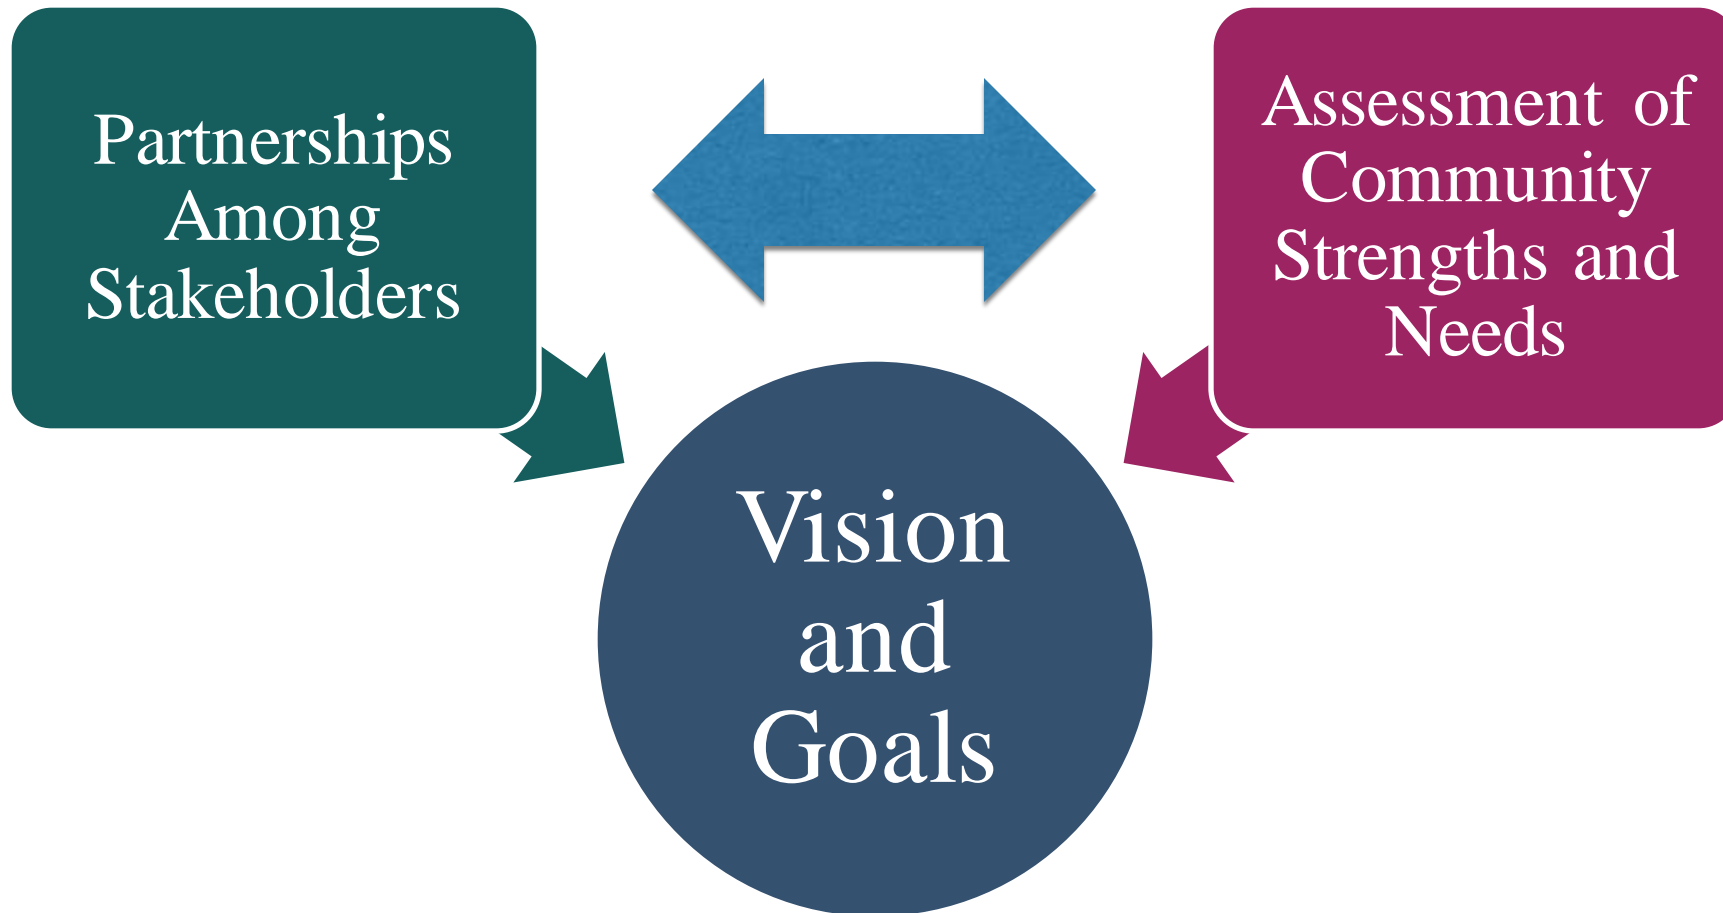 Partnerships
Among
Stakeholders
Assessment of
Community
Strengths and
Needs
Vision
and
Goals